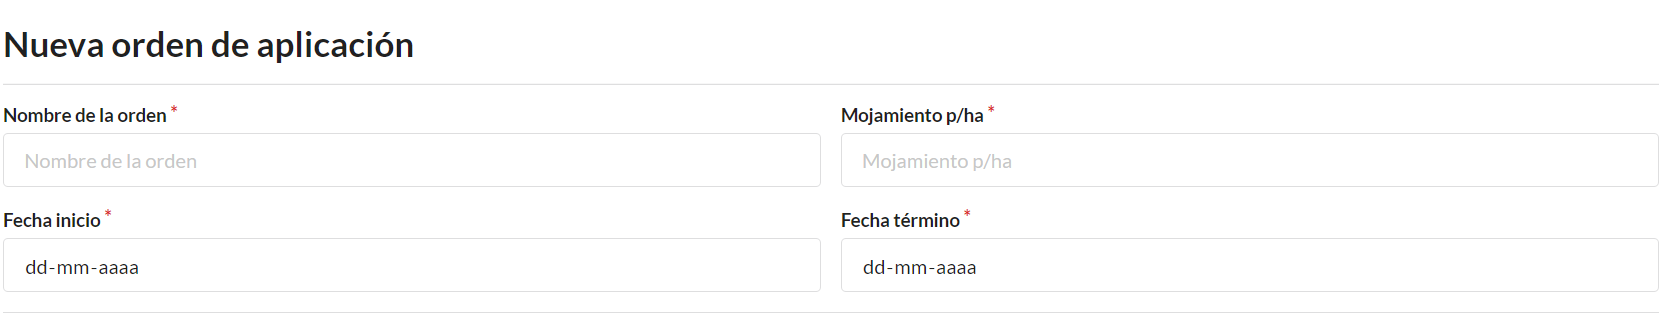 Nueva orden de aplicación
Nombre de la orden *
Mojamiento p/ha *
Nombre de la orden
Mojamiento p/ha
Fecha inicio *
Fecha término *
dd-mm-aaaa
dd-mm-aaaa